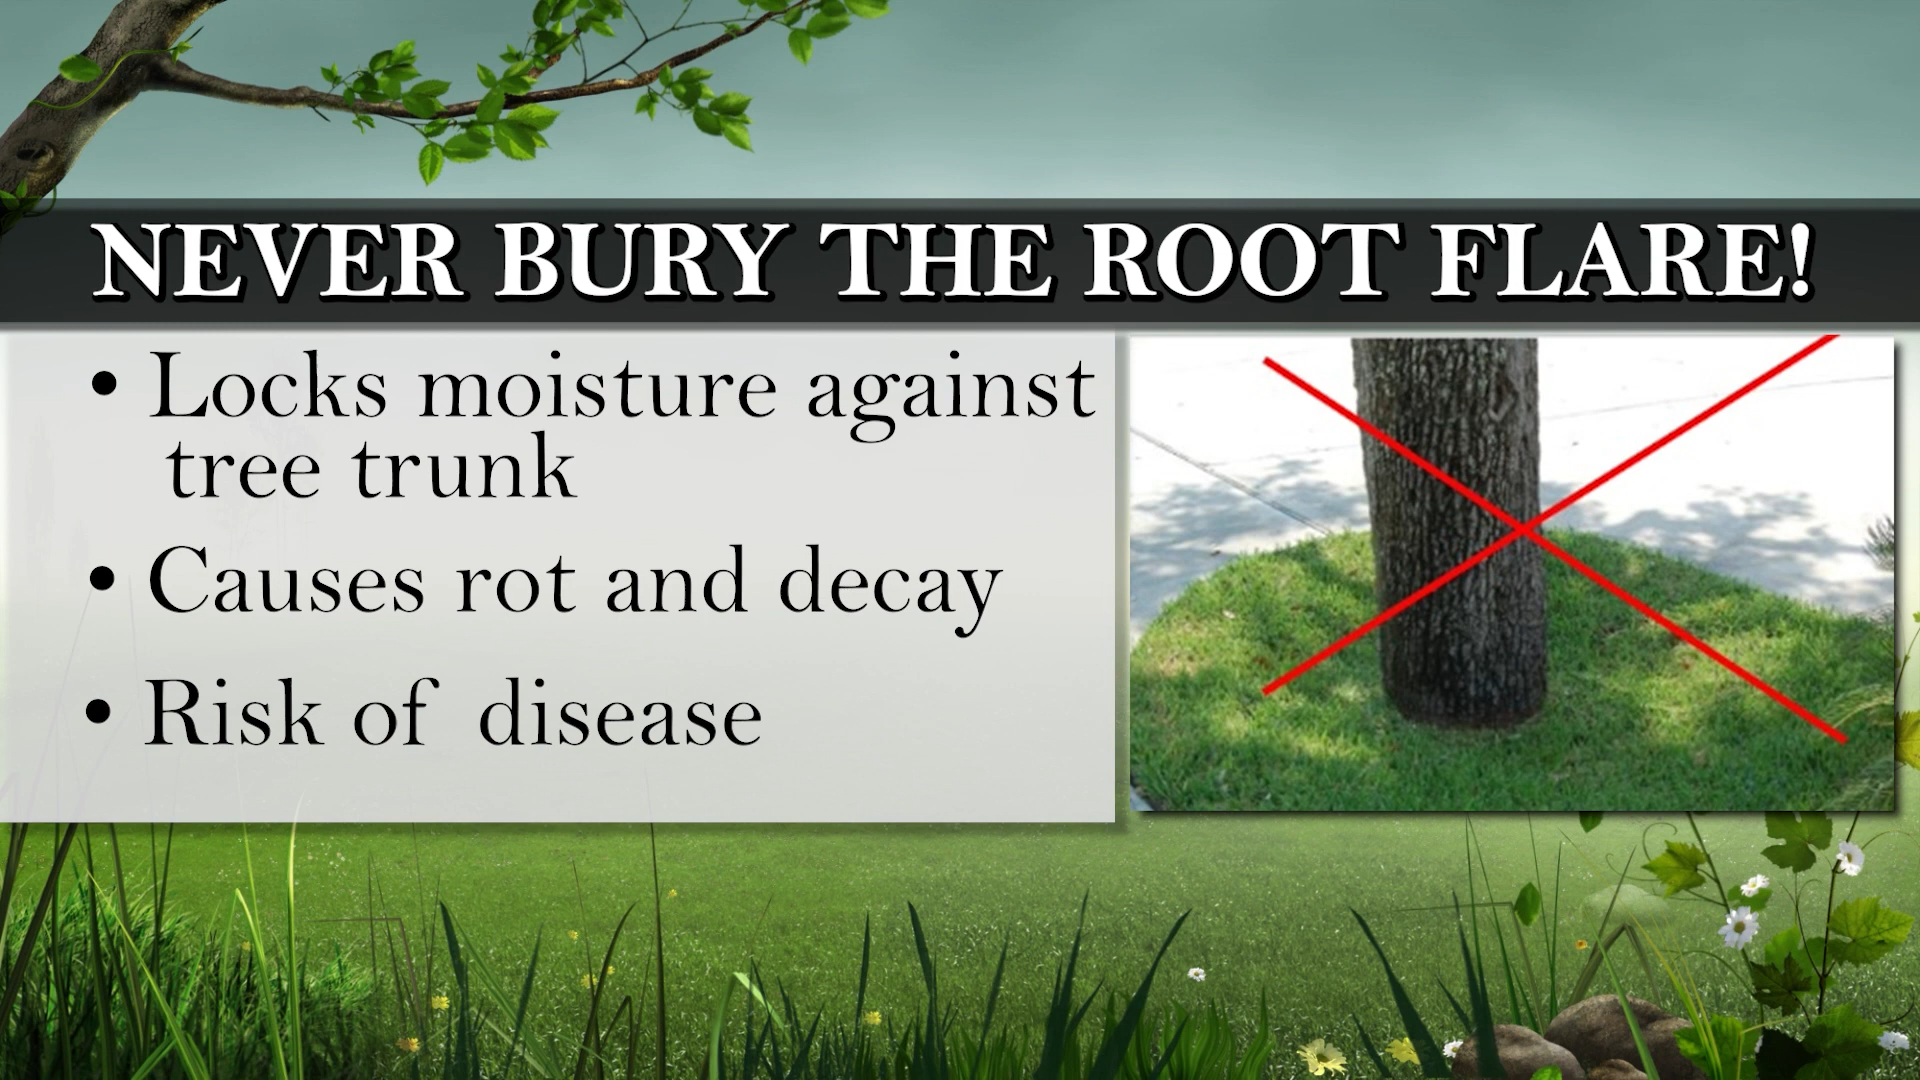 NEVER BURY THE ROOT FLARE!
• Locks moisture against
tree trunk
• Causes rot and decay
• Risk of disease